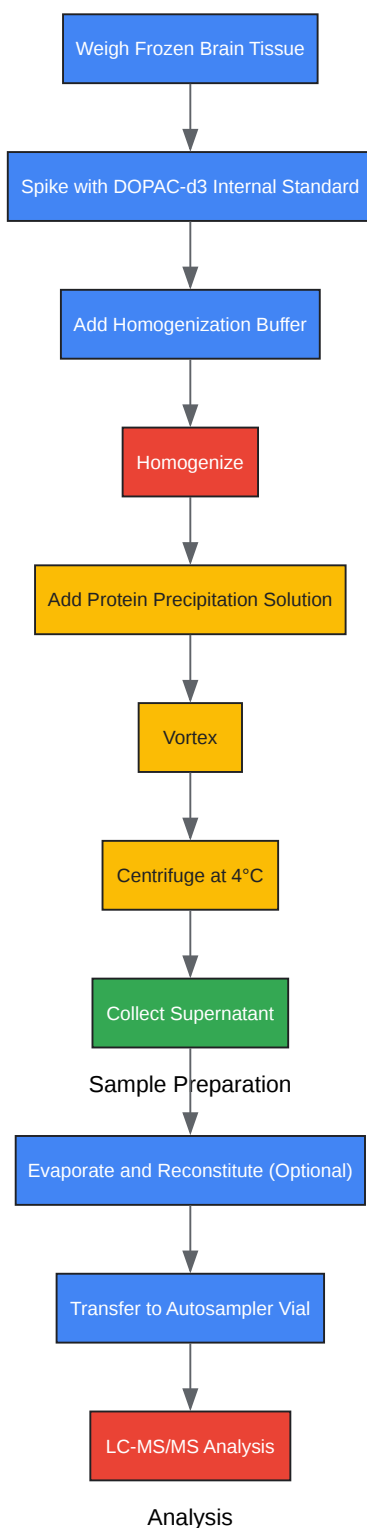 Weigh Frozen Brain Tissue
Spike with DOPAC-d3 Internal Standard
Add Homogenization Buffer
Homogenize
Add Protein Precipitation Solution
Vortex
Centrifuge at 4°C
Collect Supernatant
Sample Preparation
Evaporate and Reconstitute (Optional)
Transfer to Autosampler Vial
LC-MS/MS Analysis
Analysis